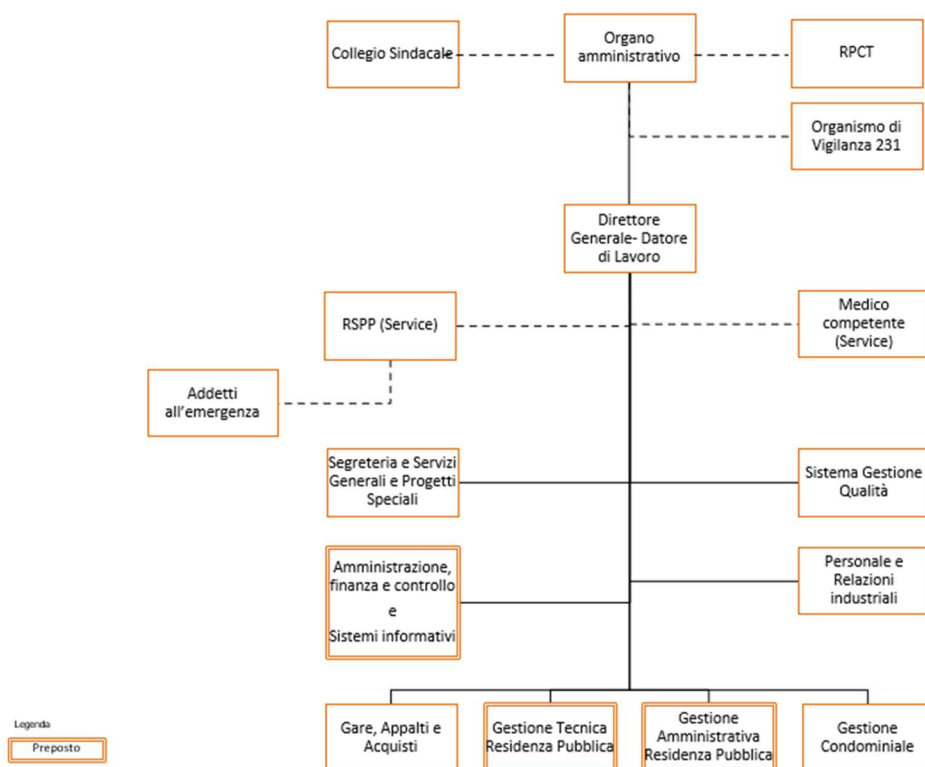 Collegio Sindacale
Organo
amministrativo
RPCT
Organismo di
Vigilanza 231
Direttore
Generale- Datore
di Lavoro
RSPP (Service)
Medico
competente
(Service)
Addetti
all'emergenza
Segreteria e Servizi
Generali e Progetti
Speciali
Sistema Gestione
Qualità
Amministrazione,
finanza e controllo
e
Sistemi informativi
Personale e
Relazioni
industriali
Gare, Appalti e
Acquisti
Gestione Tecnica
Residenza Pubblica
Gestione
Amministrativa
Residenza Pubblica
Gestione
Condominiale
Legenda
Preposto